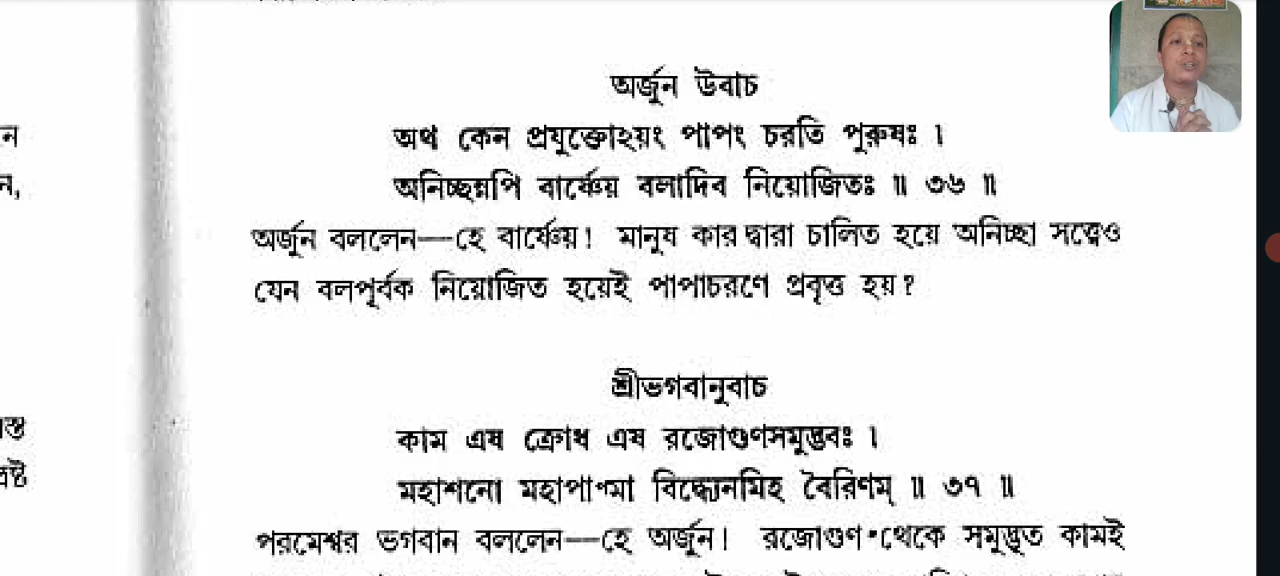 ন
ন,
স্ত
অর্জুন উবাচ
অথ কেন প্রযুক্তোঽয়ং পাপং চরতি পুরুষঃ ।
অনিচ্ছন্নপি বার্ষ্ণেয় বলাদিব নিয়োজিতঃ ॥ ৩৬ ॥
অর্জুন বললেন—হে বার্ষ্ণেয়! মানুষ কার দ্বারা চালিত হয়ে অনিচ্ছা সত্ত্বেও
যেন বলপূর্বক নিয়োজিত হয়েই পাপাচরণে প্রবৃত্ত হয়?
শ্রীভগবানুবাচ
কাম এষ ক্রোধ এষ রজোগুণসমুদ্ভবঃ ।
মহাশনো মহাপাপ্মা বিদ্ধ্যেনমিহ বৈরিণম্ ॥ ৩৭ ॥
পরমেশ্বর ভগবান বললেন—হে অর্জুন! রজোগুণ থেকে সমুদ্ভূত কামই